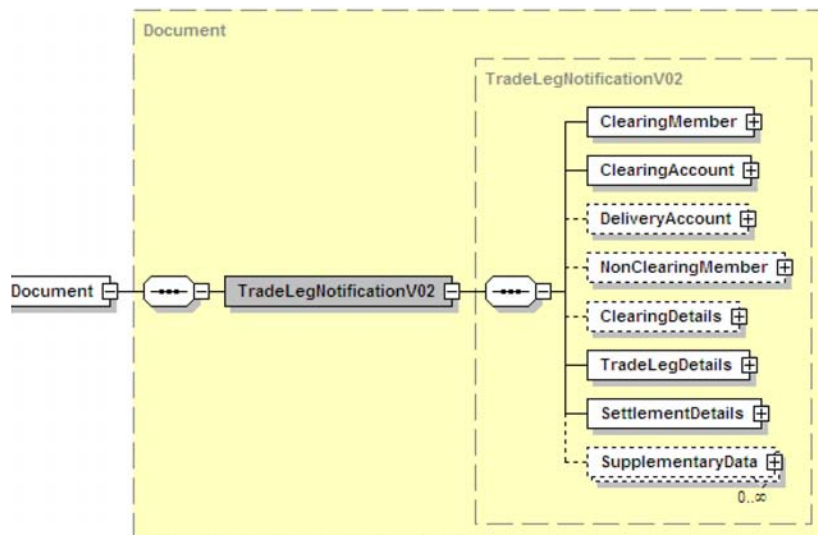 Document
TradeLegNotificationV02
ClearingMember
ClearingAccount
DeliveryAccount
NonClearingMember
Document
TradeLegNotificationV02
ClearingDetails
TradeLegDetails
SettlementDetails
SupplementaryData
0..∞